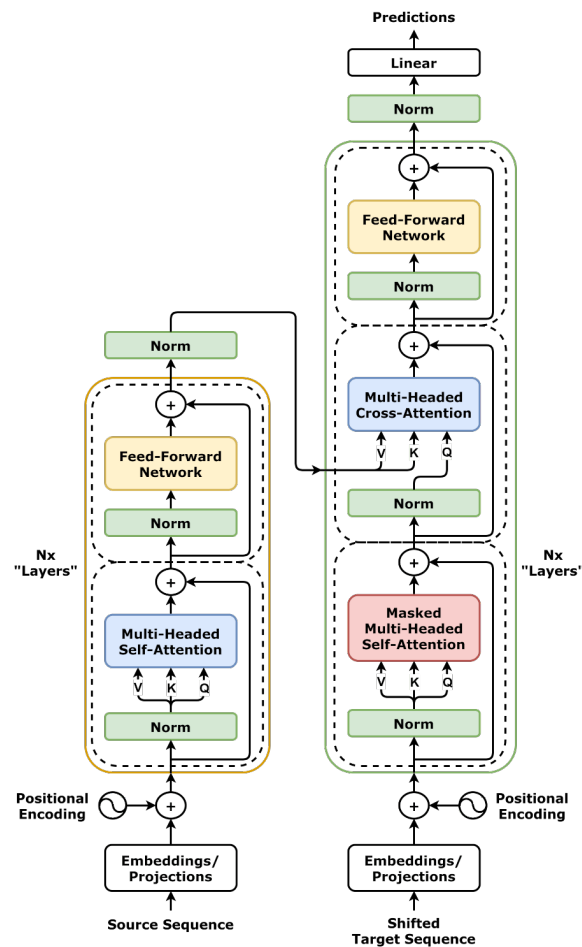 Predictions
Linear
Norm
+
Feed-Forward
Network
Norm
+
Multi-Headed
Cross-Attention
V K Q
Norm
+
Masked
Multi-Headed
Self-Attention
V K Q
Norm
Nx
"Layers"
+
Positional
Encoding
Embeddings/
Projections
Shifted
Target Sequence
Norm
+
Feed-Forward
Network
Norm
+
Multi-Headed
Self-Attention
V K Q
Norm
Nx
"Layers"
Positional
Encoding
+
Embeddings/
Projections
Source Sequence